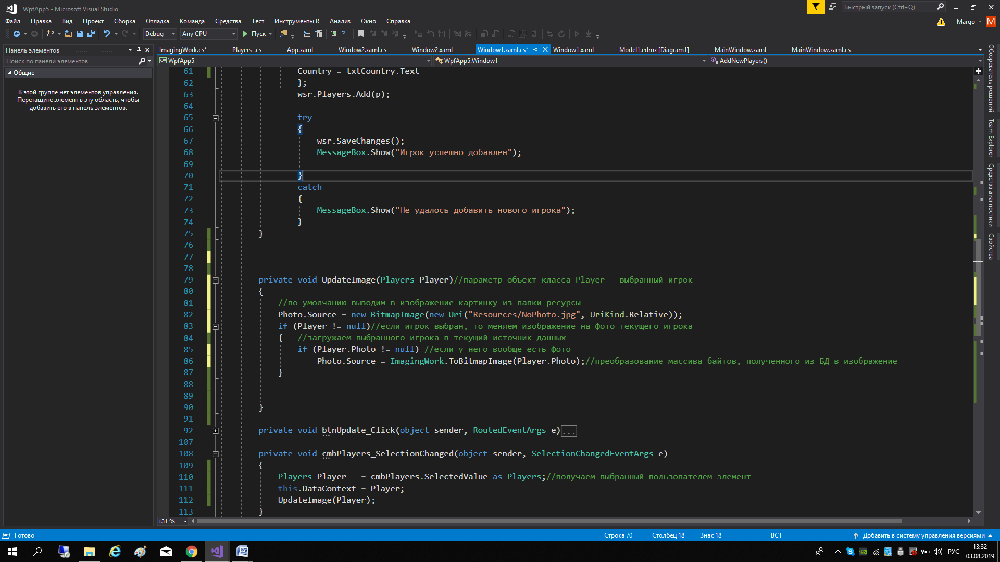 WpfApp5 - Microsoft Visual Studio
Быстрый запуск (Ctrl+Q)
Файл Правка Вид Проект Сборка Отладка Команда Средства Тест Инструменты R Анализ Окно Справка
Margo M
Debug Any CPU Пуск
Панель элементов
Поиск по панели элементов
Общие
В этой группе нет элементов управления.
Перетащите элемент в эту область, чтобы
добавить его в панель элементов.
ImagingWork.cs* Players_.cs App.xaml Window2.xaml.cs Window2.xaml Window1.xaml.cs* Window1.xaml Model1.edmx [Diagram1] MainWindow.xaml MainWindow.xaml.cs
C# WpfApp5 WpfApp5.Window1 AddNewPlayers()
61 Country = txtCountry.Text
62 };
63 wsr.Players.Add(p);
64
65 try
66 {
67 wsr.SaveChanges();
68 MessageBox.Show("Игрок успешно добавлен");
69
70 }
71 catch
72 {
73 MessageBox.Show("Не удалось добавить нового игрока");
74 }
75 }
76
77
78
79 private void UpdateImage(Players Player)//параметр объект класса Player - выбранный игрок
80 {
81 //по умолчанию выводим в изображение картинку из папки ресурсы
82 Photo.Source = new BitmapImage(new Uri("Resources/NoPhoto.jpg", UriKind.Relative));
83 if (Player != null)//если игрок выбран, то меняем изображение на фото текущего игрока
84 { //загружаем выбранного игрока в текущий источник данных
85 if (Player.Photo != null) //если у него вообще есть фото
86 Photo.Source = ImagingWork.ToBitmapImage(Player.Photo);//преобразование массива байтов, полученного из БД в изображение
87 }
88
89
90 }
91
92 private void btnUpdate_Click(object sender, RoutedEventArgs e)...
107
108 private void cmbPlayers_SelectionChanged(object sender, SelectionChangedEventArgs e)
109 {
110 Players Player = cmbPlayers.SelectedValue as Players;//получаем выбранный пользователем элемент
111 this.DataContext = Player;
112 UpdateImage(Player);
113 }
131 %
Обозреватель решений
Team Explorer
Средства диагностики
Свойства
Готово Строка 70 Столбец 18 Знак 18 ВСТ Добавить в систему управления версиями
РУС 13:32
03.08.2019